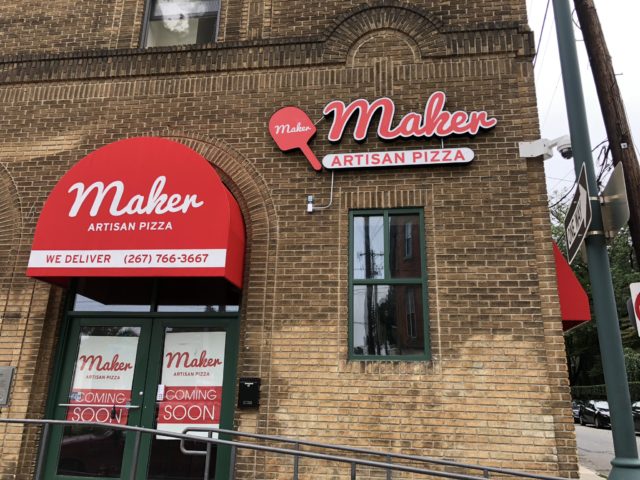 Maker
Maker
ARTISAN PIZZA
Maker
ARTISAN PIZZA
WE DELIVER (267) 766-3667
Maker
ARTISAN PIZZA
COMING
SOON
Maker
ARTISAN PIZZA
COMING
SOON